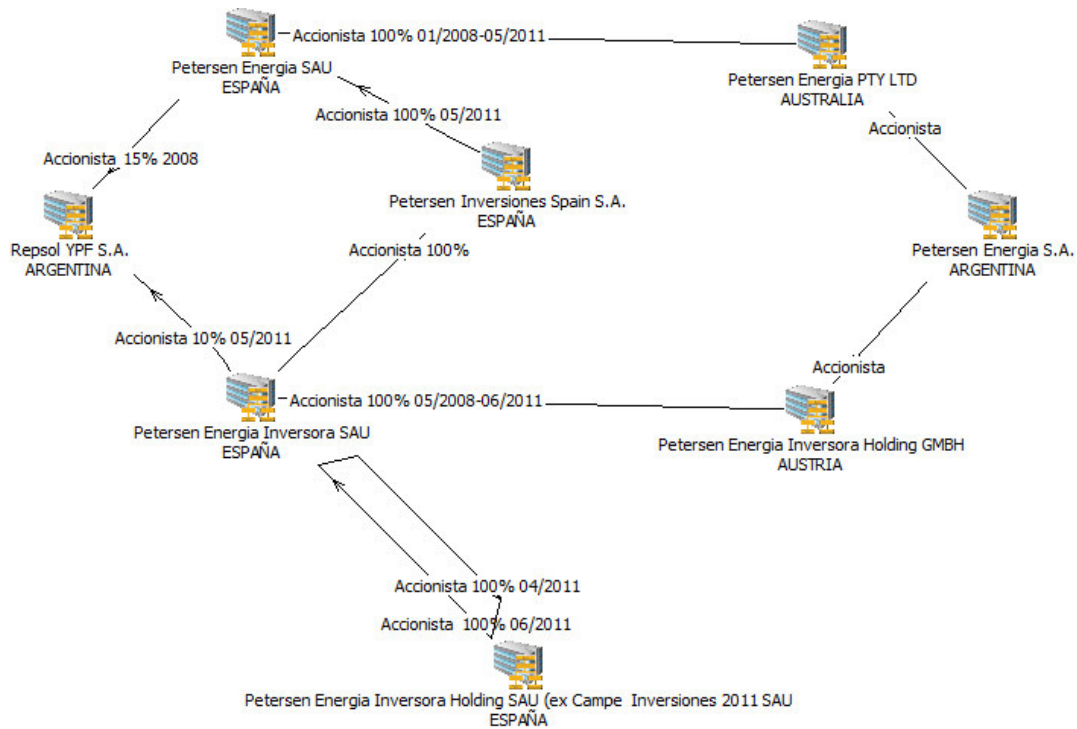 Accionista 100% 01/2008-05/2011
Petersen Energia SAU
ESPAÑA
Petersen Energia PTY LTD
AUSTRALIA
Accionista 100% 05/2011
Accionista
Accionista 15% 2008
Petersen Inversiones Spain S.A.
ESPAÑA
Repsol YPF S.A.
ARGENTINA
Accionista 100%
Petersen Energia S.A.
ARGENTINA
Accionista 10% 05/2011
Accionista
Accionista 100% 05/2008-06/2011
Petersen Energia Inversora SAU
ESPAÑA
Petersen Energia Inversora Holding GMBH
AUSTRIA
Accionista 100% 04/2011
Accionista 100% 06/2011
Petersen Energia Inversora Holding SAU (ex Campe Inversiones 2011 SAU
ESPAÑA